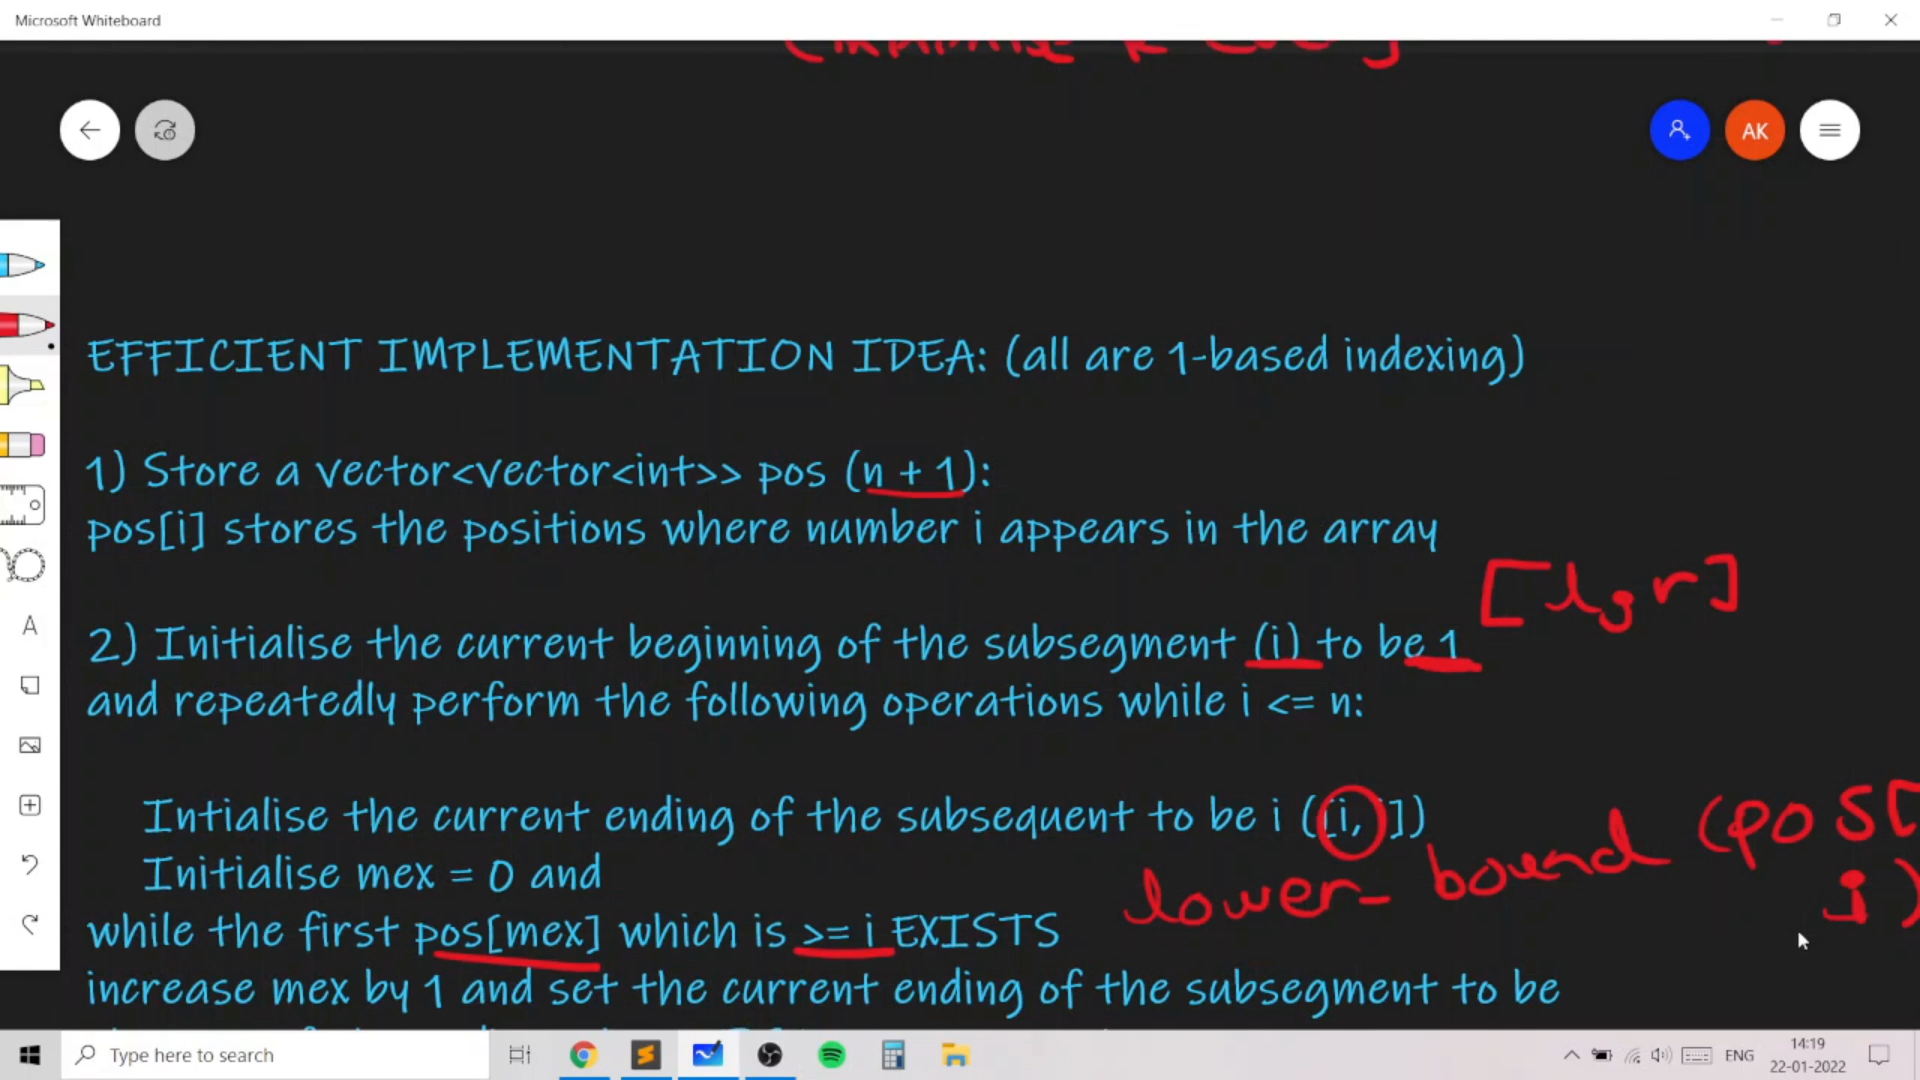 Microsoft Whiteboard
AK
EFFICIENT IMPLEMENTATION IDEA: (all are 1-based indexing)
1) Store a vector<vector<int>> pos (n + 1):
pos[i] stores the positions where number i appears in the array
[l, r]
2) Initialise the current beginning of the subsegment (i) to be 1
and repeatedly perform the following operations while i <= n:
Intialise the current ending of the subsequent to be i ([i, i])
lower_bound (pos[
Initialise mex = 0 and
i)
while the first pos[mex] which is >= i EXISTS
increase mex by 1 and set the current ending of the subsegment to be
Type here to search
ENG
14:19
22-01-2022